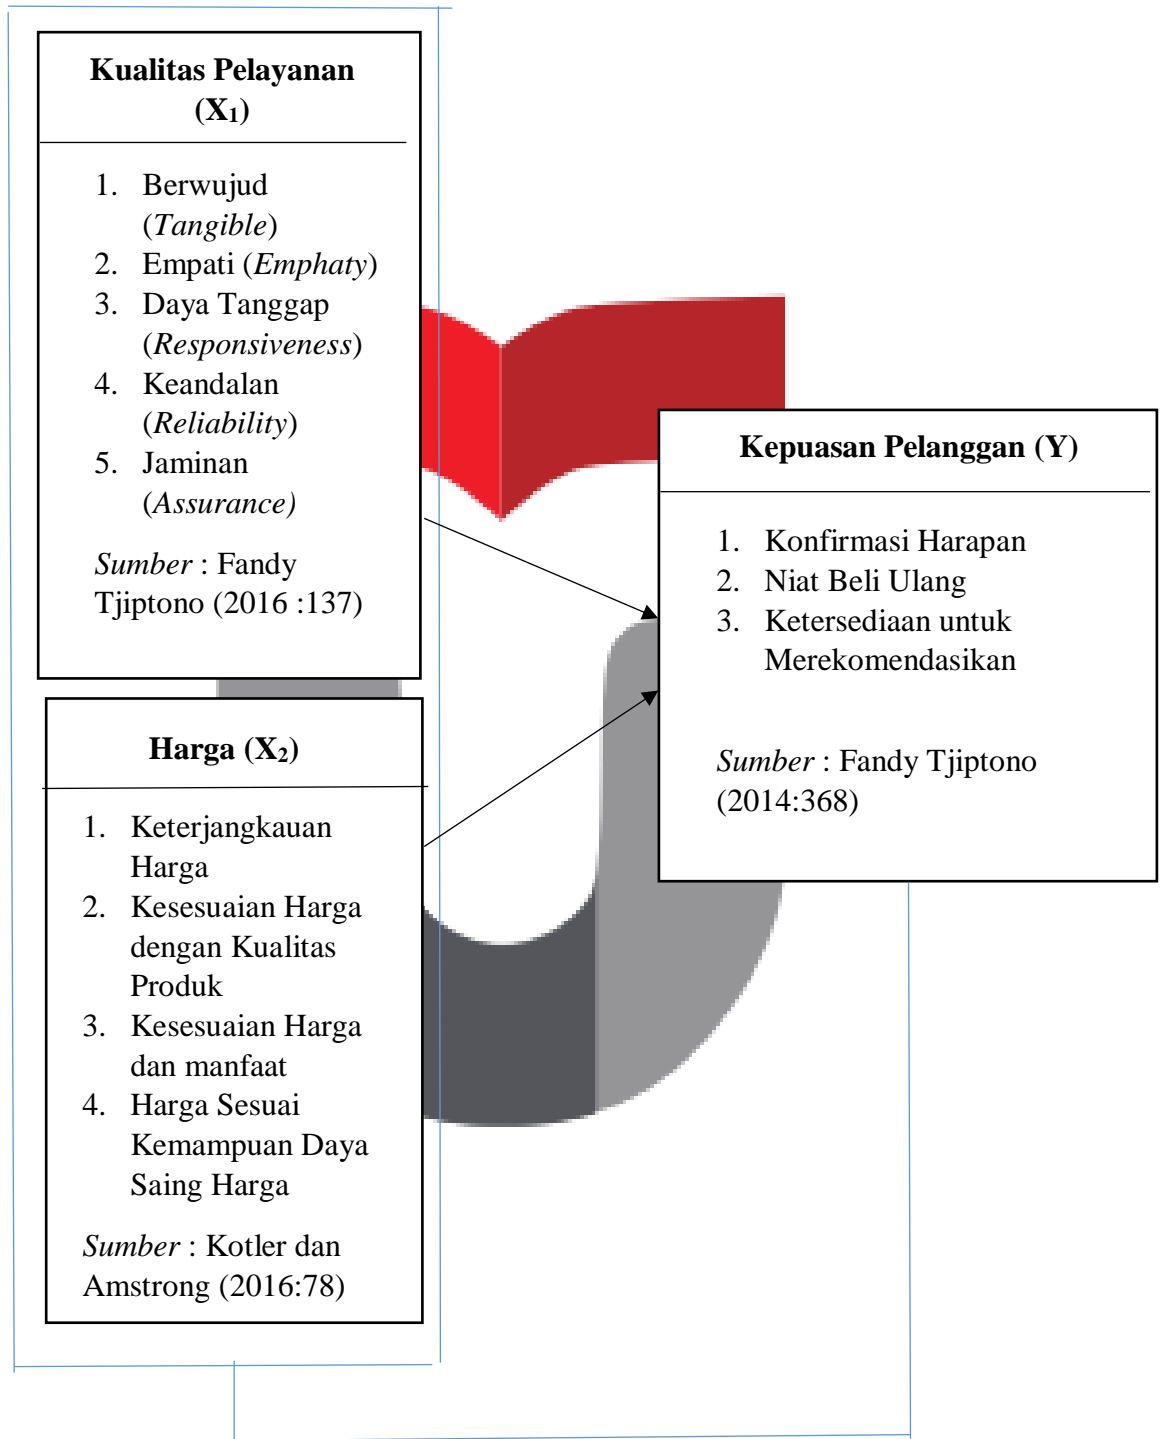 Kualitas Pelayanan
(X₁)
1. Berwujud
(Tangible)
2. Empati (Emphaty)
3. Daya Tanggap
(Responsiveness)
4. Keandalan
(Reliability)
5. Jaminan
(Assurance)
Sumber : Fandy
Tjiptono (2016 :137)
Harga (X₂)
1. Keterjangkauan
Harga
2. Kesesuaian Harga
dengan Kualitas
Produk
3. Kesesuaian Harga
dan manfaat
4. Harga Sesuai
Kemampuan Daya
Saing Harga
Sumber : Kotler dan
Amstrong (2016:78)
Kepuasan Pelanggan (Y)
1. Konfirmasi Harapan
2. Niat Beli Ulang
3. Ketersediaan untuk
Merekomendasikan
Sumber : Fandy Tjiptono
(2014:368)